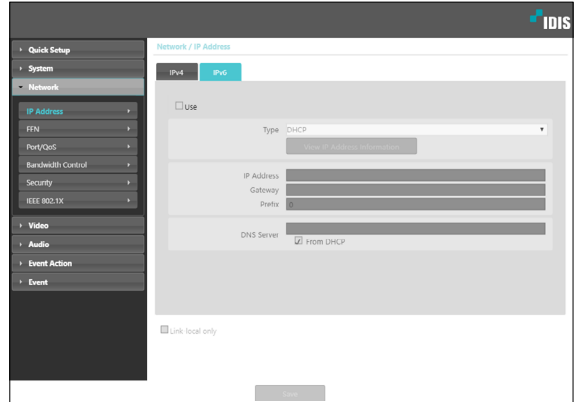 IDIS
Quick Setup
System
Network
IP Address
FEN
Port/QoS
Bandwidth Control
Security
IEEE 802.1X
Video
Audio
Event Action
Event
Network / IP Address
IPv4 IPv6
Use
Type DHCP
View IP Address Information
IP Address
Gateway
Prefix 0
DNS Server
From DHCP
Link local only
Save